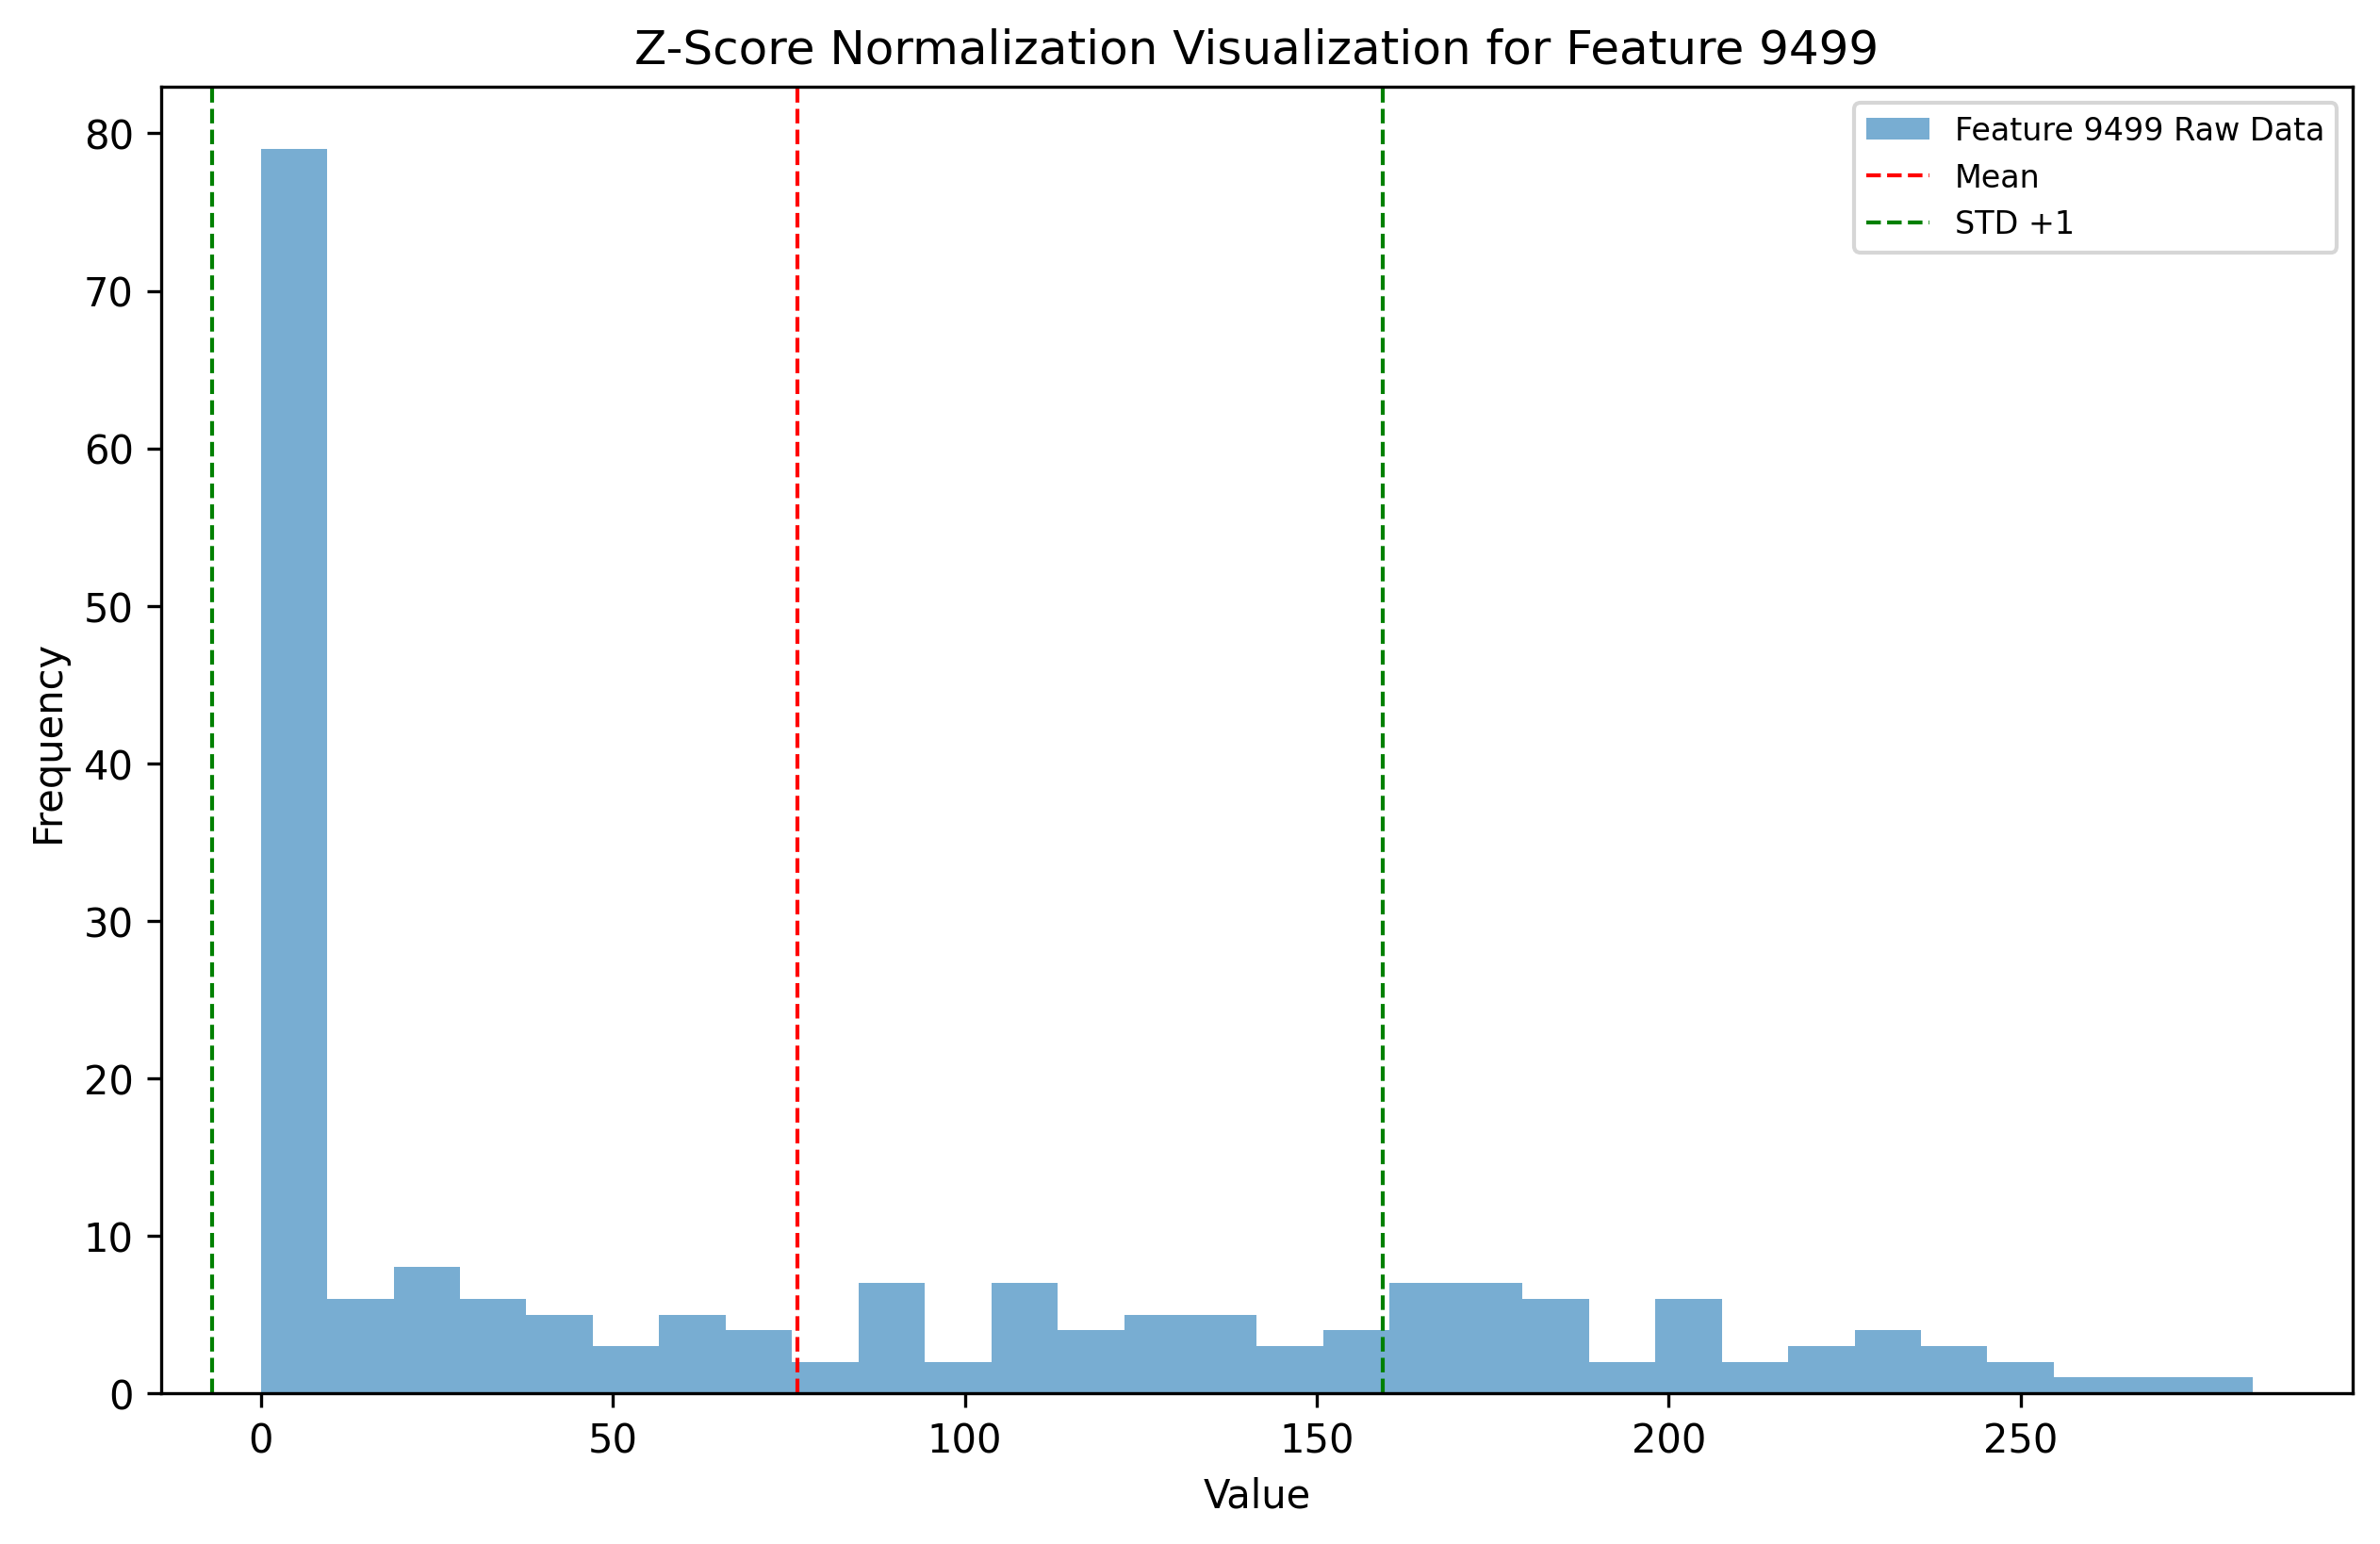 Z-Score Normalization Visualization for Feature 9499
Feature 9499 Raw Data
Mean
STD +1
80
70
60
50
40
30
20
10
0
Frequency
0 50 100 150 200 250
Value